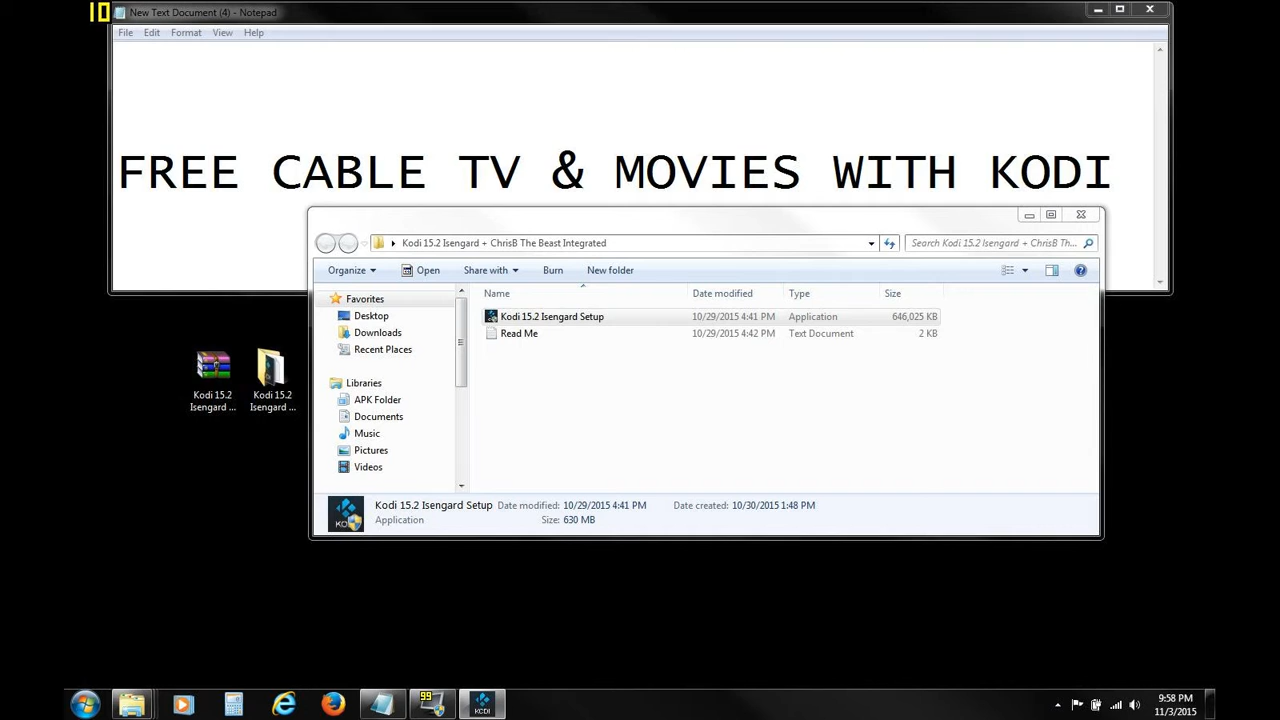 10
New Text Document (4) - Notepad
File Edit Format View Help
FREE CABLE TV & MOVIES WITH KODI
Kodi 15.2 Isengard + ChrisB The Beast Integrated
Search Kodi 15.2 Isengard + ChrisB Th...
Organize Open Share with Burn New folder
Name Date modified Type Size
Favorites
Desktop
Downloads
Recent Places
Libraries
APK Folder
Documents
Music
Pictures
Videos
Kodi 15.2 Isengard Setup 10/29/2015 4:41 PM Application 646,025 KB
Read Me 10/29/2015 4:42 PM Text Document 2 KB
Kodi 15.2 Isengard ...
Kodi 15.2 Isengard ...
Kodi 15.2 Isengard Setup Date modified: 10/29/2015 4:41 PM Date created: 10/30/2015 1:48 PM
Application Size: 630 MB
99
KODI
9:58 PM
11/3/2015